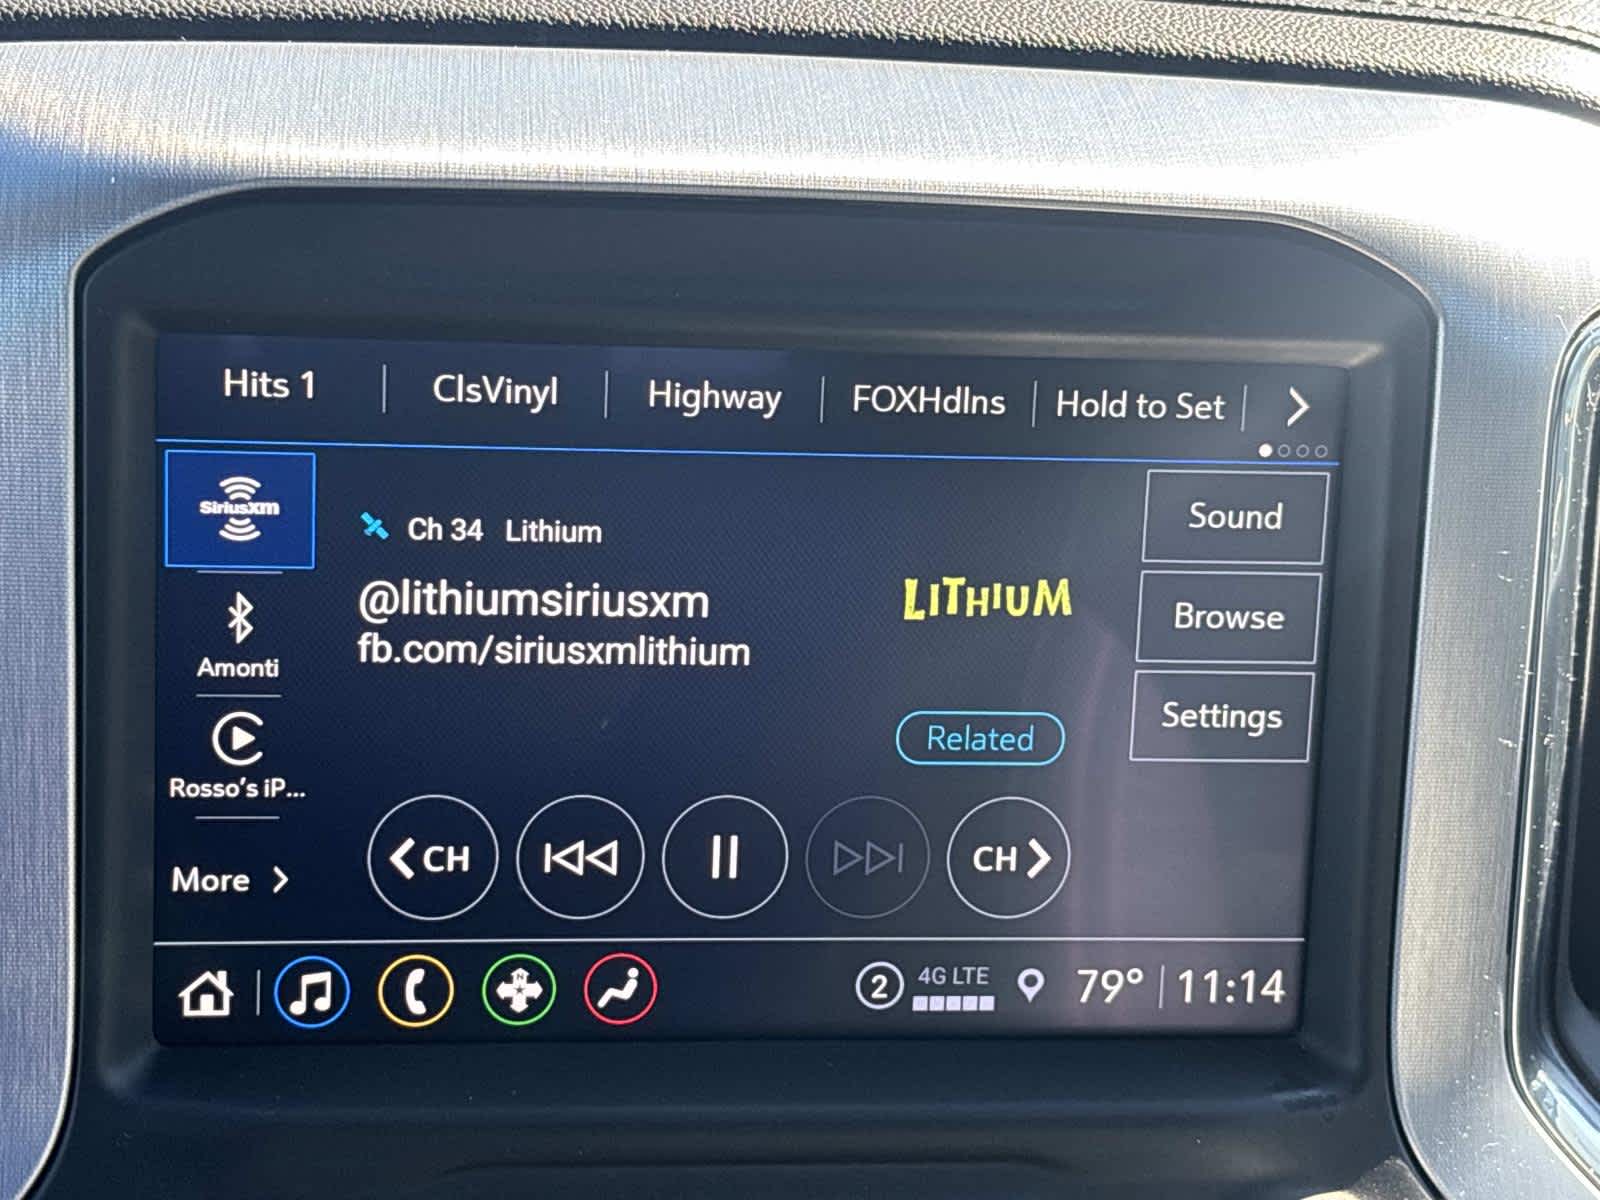 Hits 1
ClsVinyl
Highway
FOXHdlns
Hold to Set
SiriusXM
Ch 34 Lithium
@lithiumsiriusxm
fb.com/siriusxmlithium
LiTHiUM
Sound
Browse
Settings
Amonti
Rosso's iP...
Related
More
CH
CH
N
2
4G LTE
79°
11:14